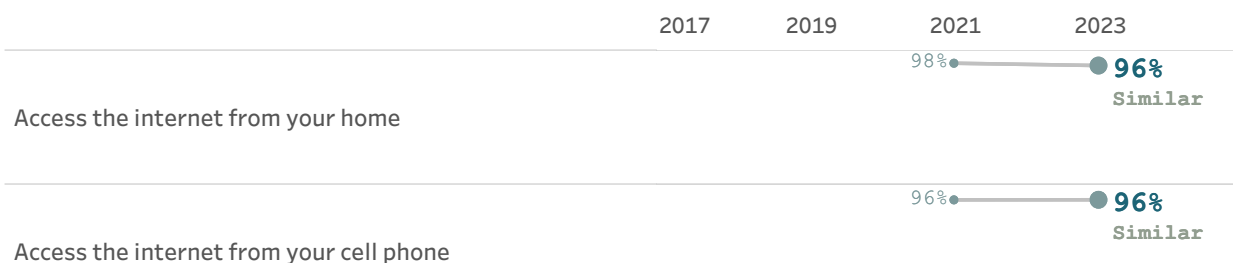 2017 2019 2021 2023
98% 96%
Similar
Access the internet from your home
96% 96%
Similar
Access the internet from your cell phone